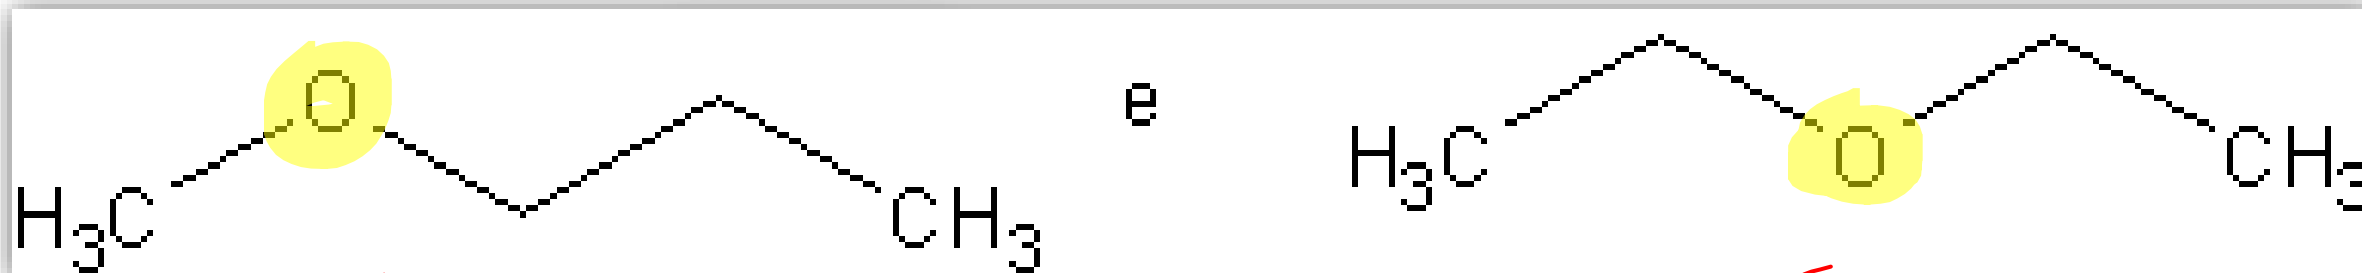 H3C O CH3 e H3C O CH3